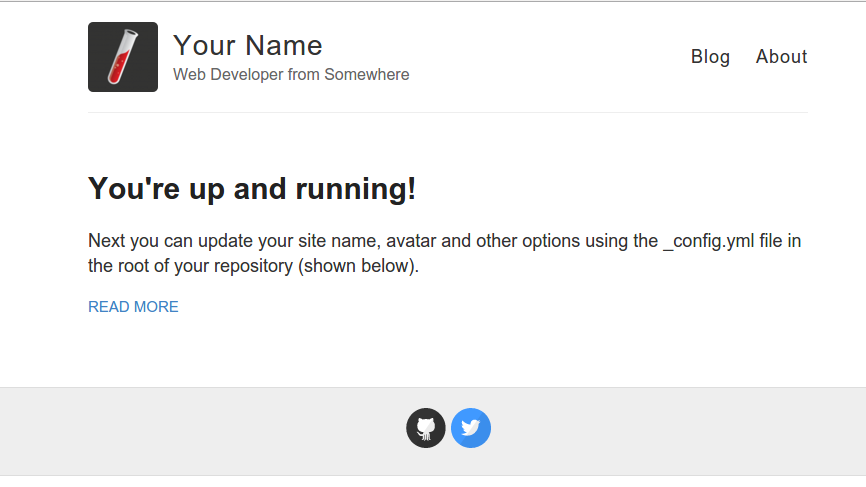 Your Name
Web Developer from Somewhere
Blog
About
You're up and running!
Next you can update your site name, avatar and other options using the _config.yml file in
the root of your repository (shown below).
READ MORE